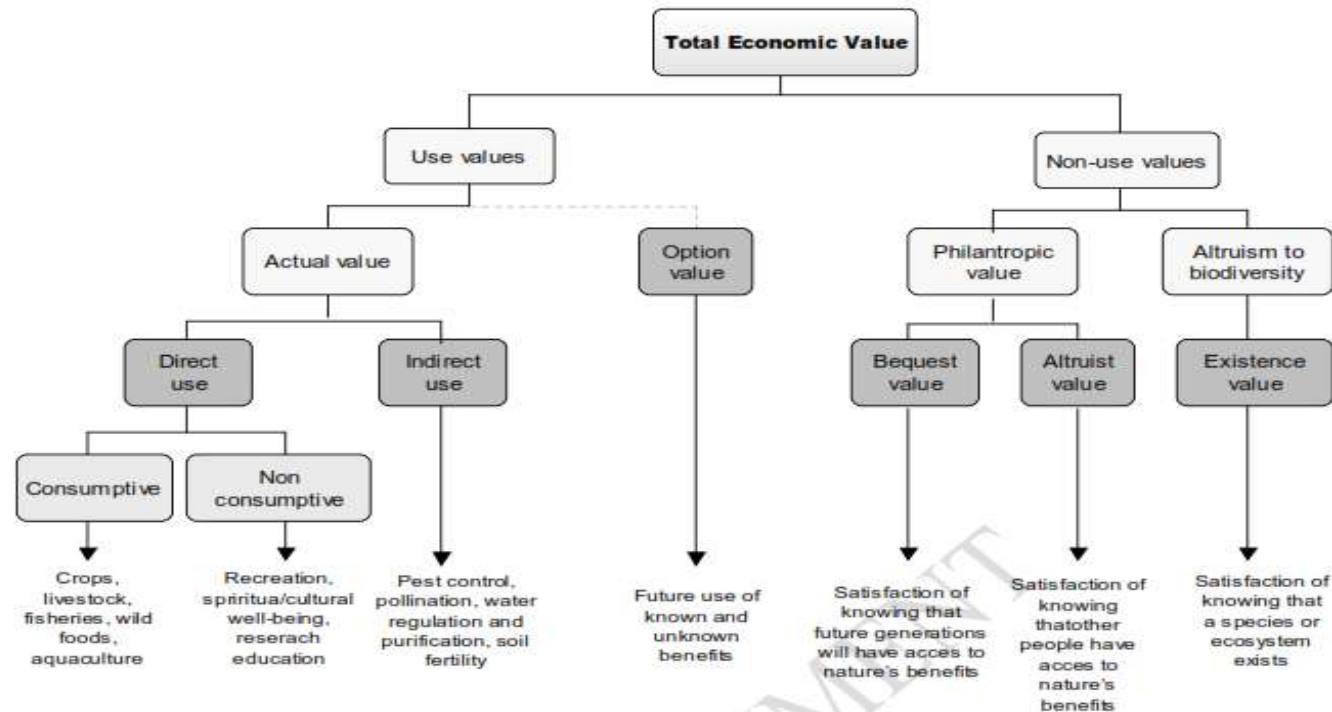 Total Economic Value
Use values
Non-use values
Actual value
Option
value
Philantropic
value
Altruism to
biodiversity
Direct
use
Indirect
use
Bequest
value
Altruist
value
Existence
value
Consumptive
Non
consumptive
Crops,
livestock,
fisheries, wild
foods,
aquaculture
Recreation,
spriritua/cultural
well-being,
reserach
education
Pest control,
pollination, water
regulation and
purification, soil
fertility
Future use of
known and
unknown
benefits
Satisfaction of
knowing that
future generations
will have acces to
nature's benefits
Satisfaction of
knowing
thatother
people have
acces to
nature's
benefits
Satisfaction of
knowing that
a species or
ecosystem
exists
MENT